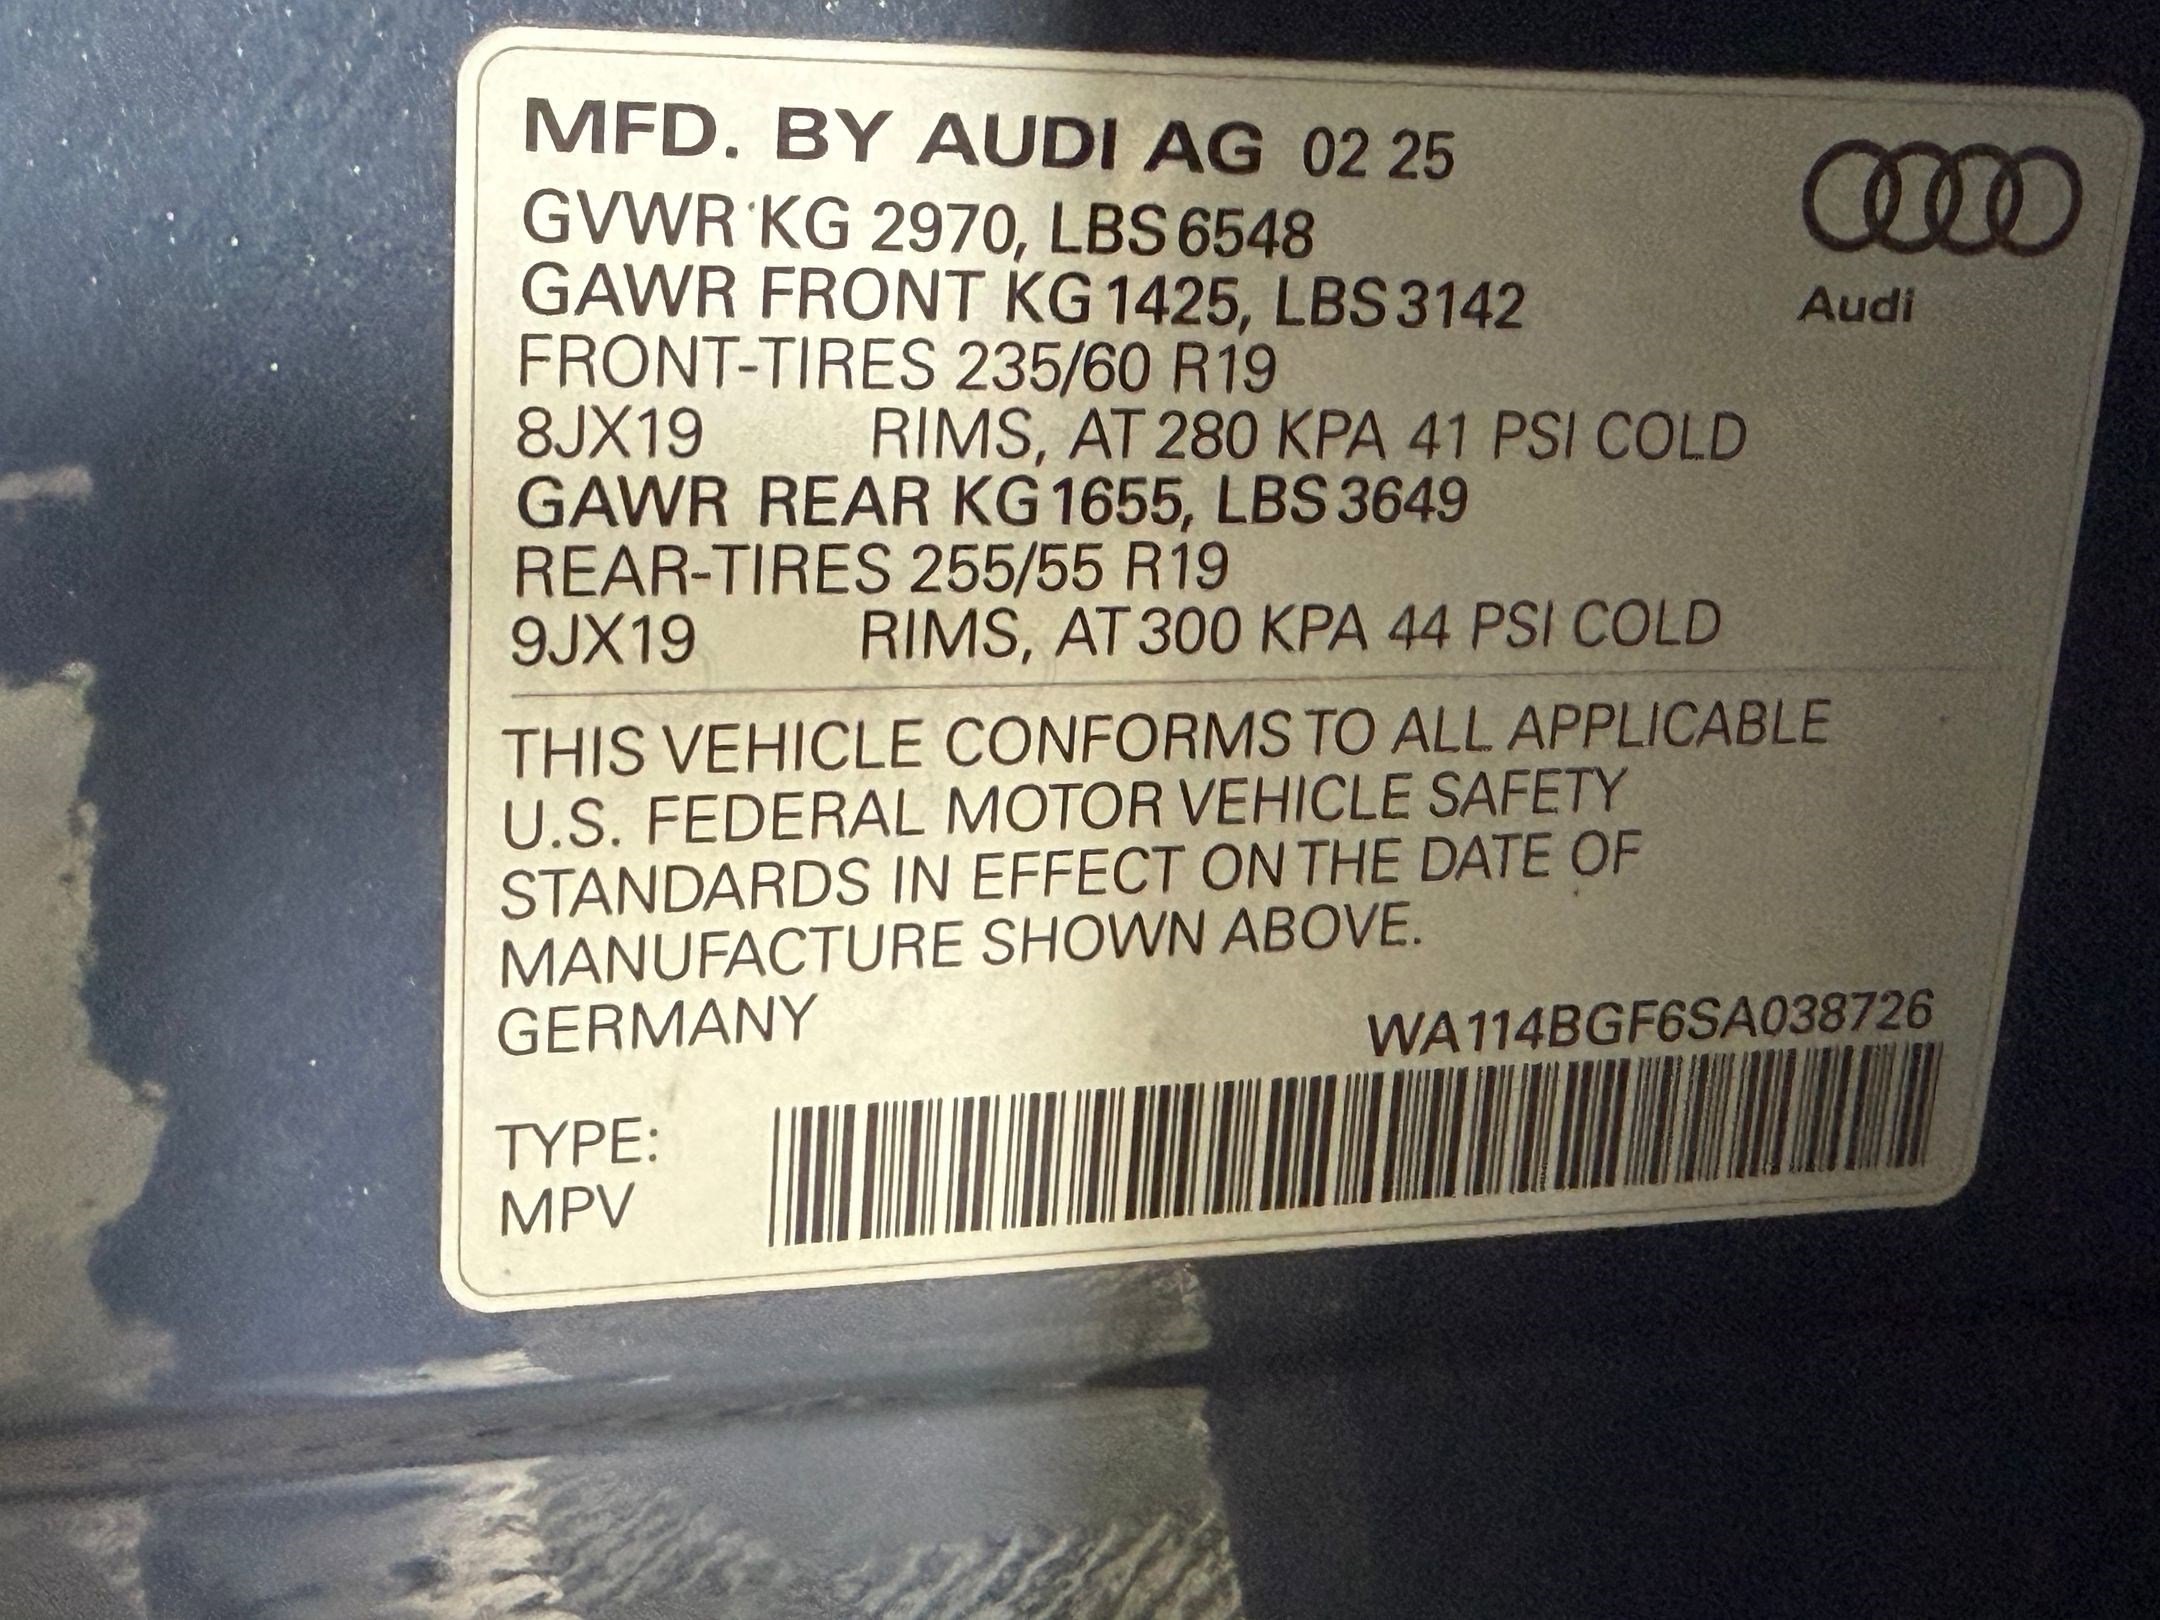 MFD. BY AUDI AG 02 25
GVWR KG 2970, LBS 6548
GAWR FRONT KG 1425, LBS 3142
Audi
FRONT-TIRES 235/60 R19
8JX19 RIMS, AT 280 KPA 41 PSI COLD
GAWR REAR KG 1655, LBS 3649
REAR-TIRES 255/55 R19
9JX19 RIMS, AT 300 KPA 44 PSI COLD
THIS VEHICLE CONFORMS TO ALL APPLICABLE
U.S. FEDERAL MOTOR VEHICLE SAFETY
STANDARDS IN EFFECT ON THE DATE OF
MANUFACTURE SHOWN ABOVE.
GERMANY WA114BGF6SA038726
TYPE:
MPV